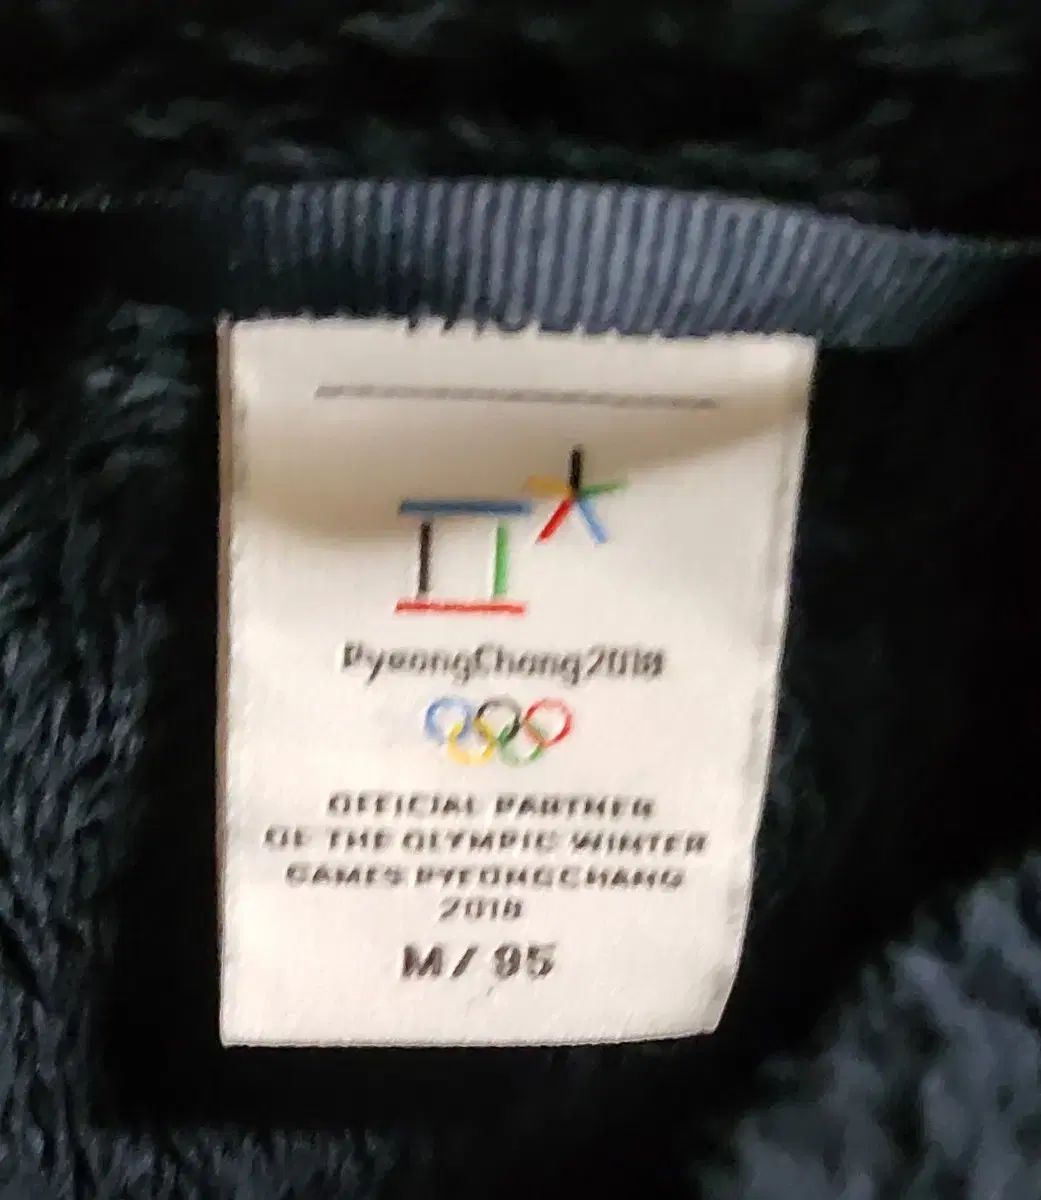 PyeongChang2018
OFFICIAL PARTNER
OF THE OLYMPIC WINTER
GAMES PYEONGCHANG
2018
M / 95